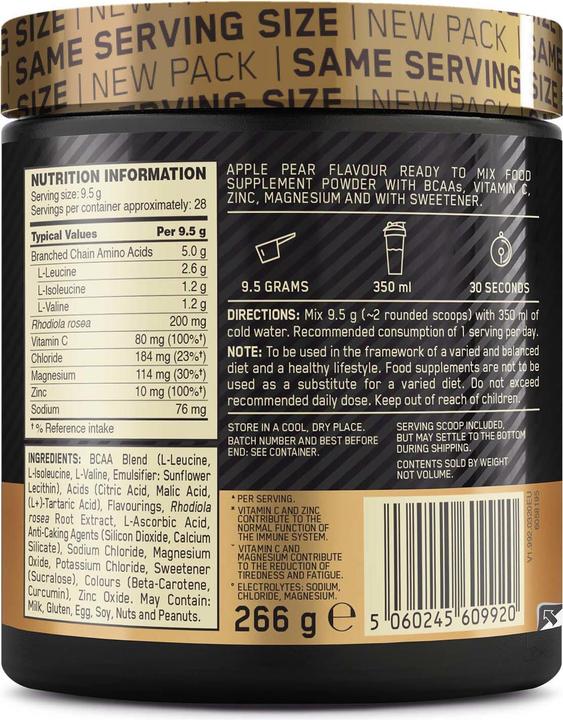 G SIZE | NEW PACK
| SAME SERVING SIZE | NEW PACK | SAME
SIZE | NEW PACK | SAME SERVING SIZE
SERVING SIZE | NEW PACK
NUTRITION INFORMATION
Serving size: 9.5 g
Servings per container approximately: 28
Typical Values Per 9.5 g
Branched Chain Amino Acids 5.0 g
L-Leucine 2.6 g
L-Isoleucine 1.2 g
L-Valine 1.2 g
Rhodiola rosea 200 mg
Vitamin C 80 mg (100%†)
Chloride 184 mg (23%†)
Magnesium 114 mg (30%†)
Zinc 10 mg (100%†)
Sodium 76 mg
† % Reference intake
INGREDIENTS: BCAA Blend (L-Leucine,
L-Isoleucine, L-Valine, Emulsifier: Sunflower
Lecithin), Acids (Citric Acid, Malic Acid,
(L+)-Tartaric Acid), Flavourings, Rhodiola
rosea Root Extract, L-Ascorbic Acid,
Anti-Caking Agents (Silicon Dioxide, Calcium
Silicate), Sodium Chloride, Magnesium
Oxide, Potassium Chloride, Sweetener
(Sucralose), Colours (Beta-Carotene,
Curcumin), Zinc Oxide. May Contain:
Milk, Gluten, Egg, Soy, Nuts and Peanuts.
APPLE PEAR FLAVOUR READY TO MIX FOOD
SUPPLEMENT POWDER WITH BCAAs, VITAMIN C,
ZINC, MAGNESIUM AND WITH SWEETENER.
9.5 GRAMS 350 ml 30 SECONDS
DIRECTIONS: Mix 9.5 g (~2 rounded scoops) with 350 ml of
cold water. Recommended consumption of 1 serving per day.
NOTE: To be used in the framework of a varied and balanced
diet and a healthy lifestyle. Food supplements are not to be
used as a substitute for a varied diet. Do not exceed
recommended daily dose. Keep out of reach of children.
STORE IN A COOL, DRY PLACE.
BATCH NUMBER AND BEST BEFORE
END: SEE CONTAINER.
SERVING SCOOP INCLUDED,
BUT MAY SETTLE TO THE BOTTOM
DURING SHIPPING.
CONTENTS SOLD BY WEIGHT
NOT VOLUME.
* PER SERVING.
* VITAMIN C AND ZINC
CONTRIBUTE TO THE
NORMAL FUNCTION OF
THE IMMUNE SYSTEM.
VITAMIN C AND
MAGNESIUM CONTRIBUTE
TO THE REDUCTION OF
TIREDNESS AND FATIGUE.
° ELECTROLYTES: SODIUM,
CHLORIDE, MAGNESIUM.
266 g ℮
5 060245 609920
V1.992.0320EU
6058195